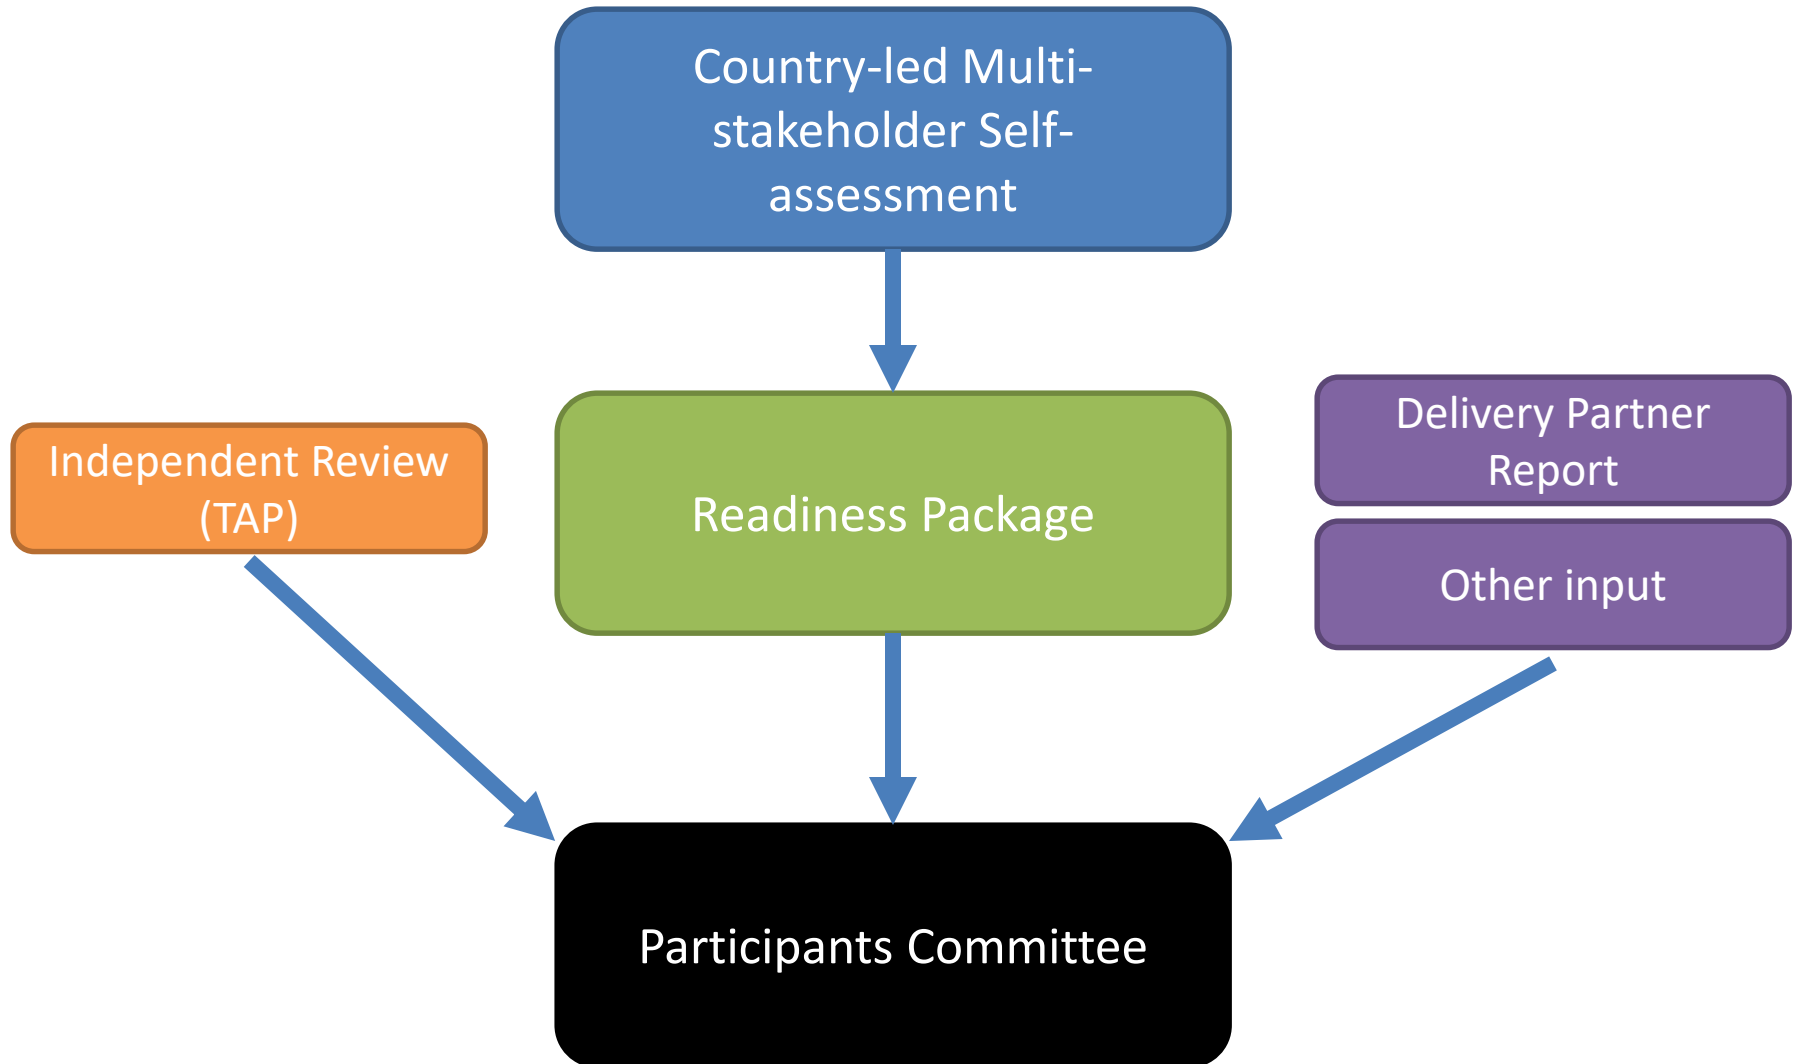 Country-led Multi-
stakeholder Self-
assessment
Independent Review
(TAP)
Readiness Package
Delivery Partner
Report
Other input
Participants Committee